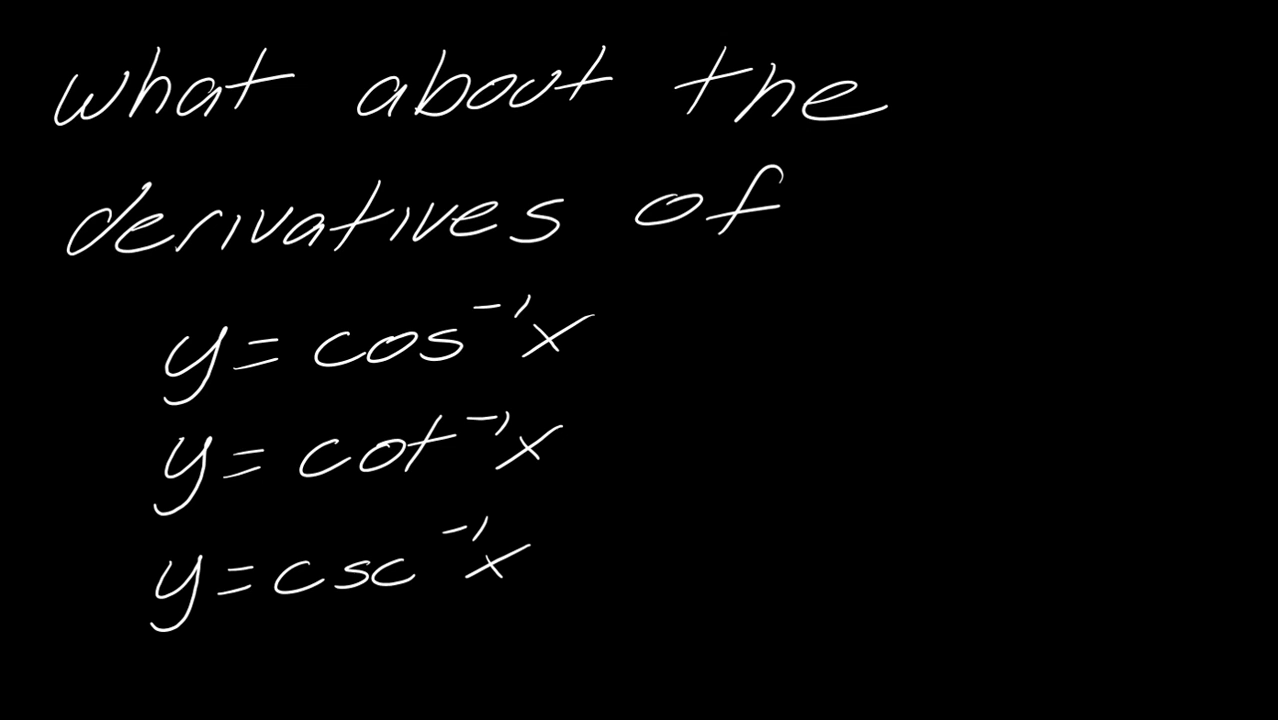 what about the
derivatives of
y = cos⁻¹x
y = cot⁻¹x
y = csc⁻¹x